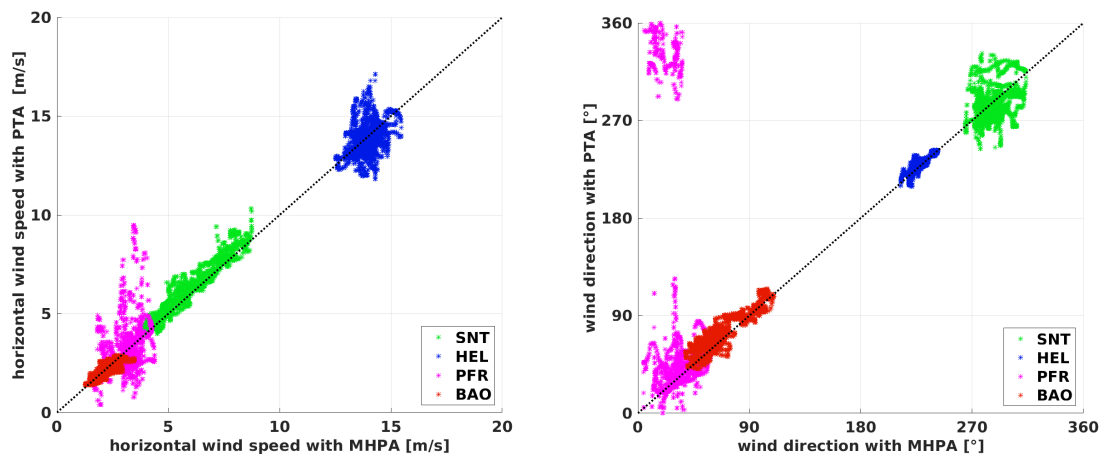 20
15
10
5
0
0
5
10
15
20
horizontal wind speed with PTA [m/s]
horizontal wind speed with MHPA [m/s]
SNT
HEL
PFR
BAO
360
270
180
90
0
0
90
180
270
360
wind direction with PTA [°]
wind direction with MHPA [°]
SNT
HEL
PFR
BAO